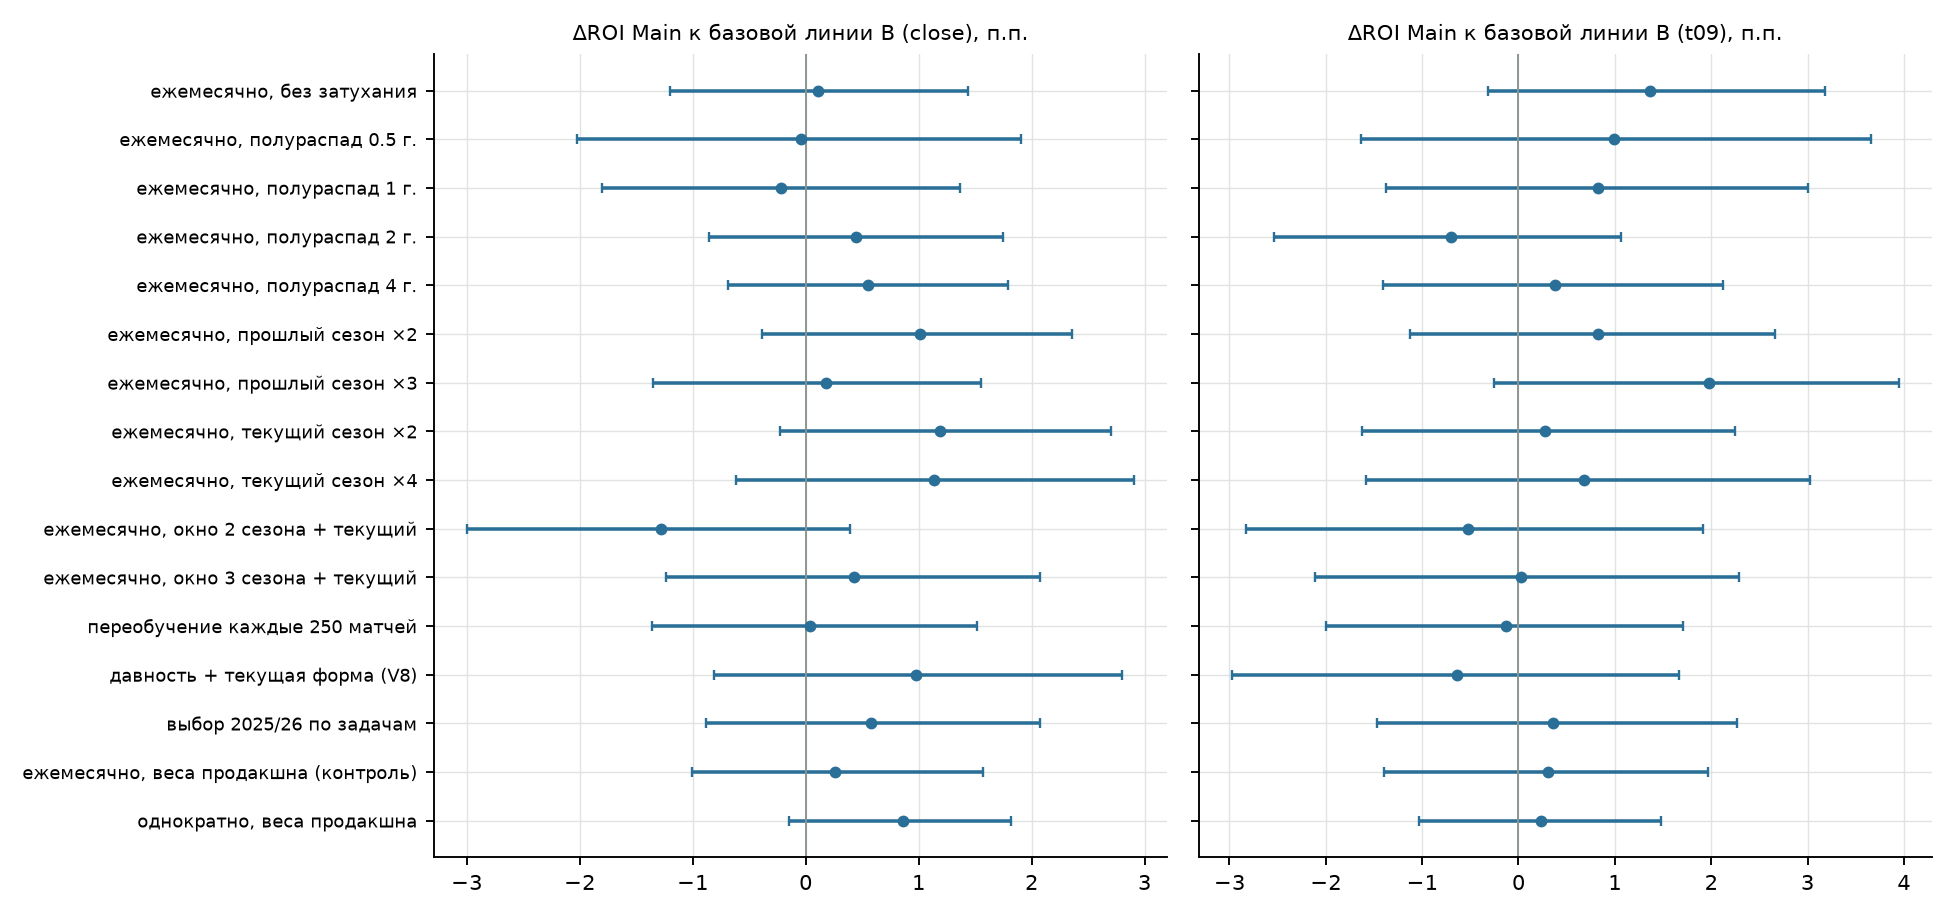 ΔROI Main к базовой линии B (close), п.п.
ΔROI Main к базовой линии B (t09), п.п.
ежемесячно, без затухания
ежемесячно, полураспад 0.5 г.
ежемесячно, полураспад 1 г.
ежемесячно, полураспад 2 г.
ежемесячно, полураспад 4 г.
ежемесячно, прошлый сезон ×2
ежемесячно, прошлый сезон ×3
ежемесячно, текущий сезон ×2
ежемесячно, текущий сезон ×4
ежемесячно, окно 2 сезона + текущий
ежемесячно, окно 3 сезона + текущий
переобучение каждые 250 матчей
давность + текущая форма (V8)
выбор 2025/26 по задачам
ежемесячно, веса продакшна (контроль)
однократно, веса продакшна
−3 −2 −1 0 1 2 3
−3 −2 −1 0 1 2 3 4